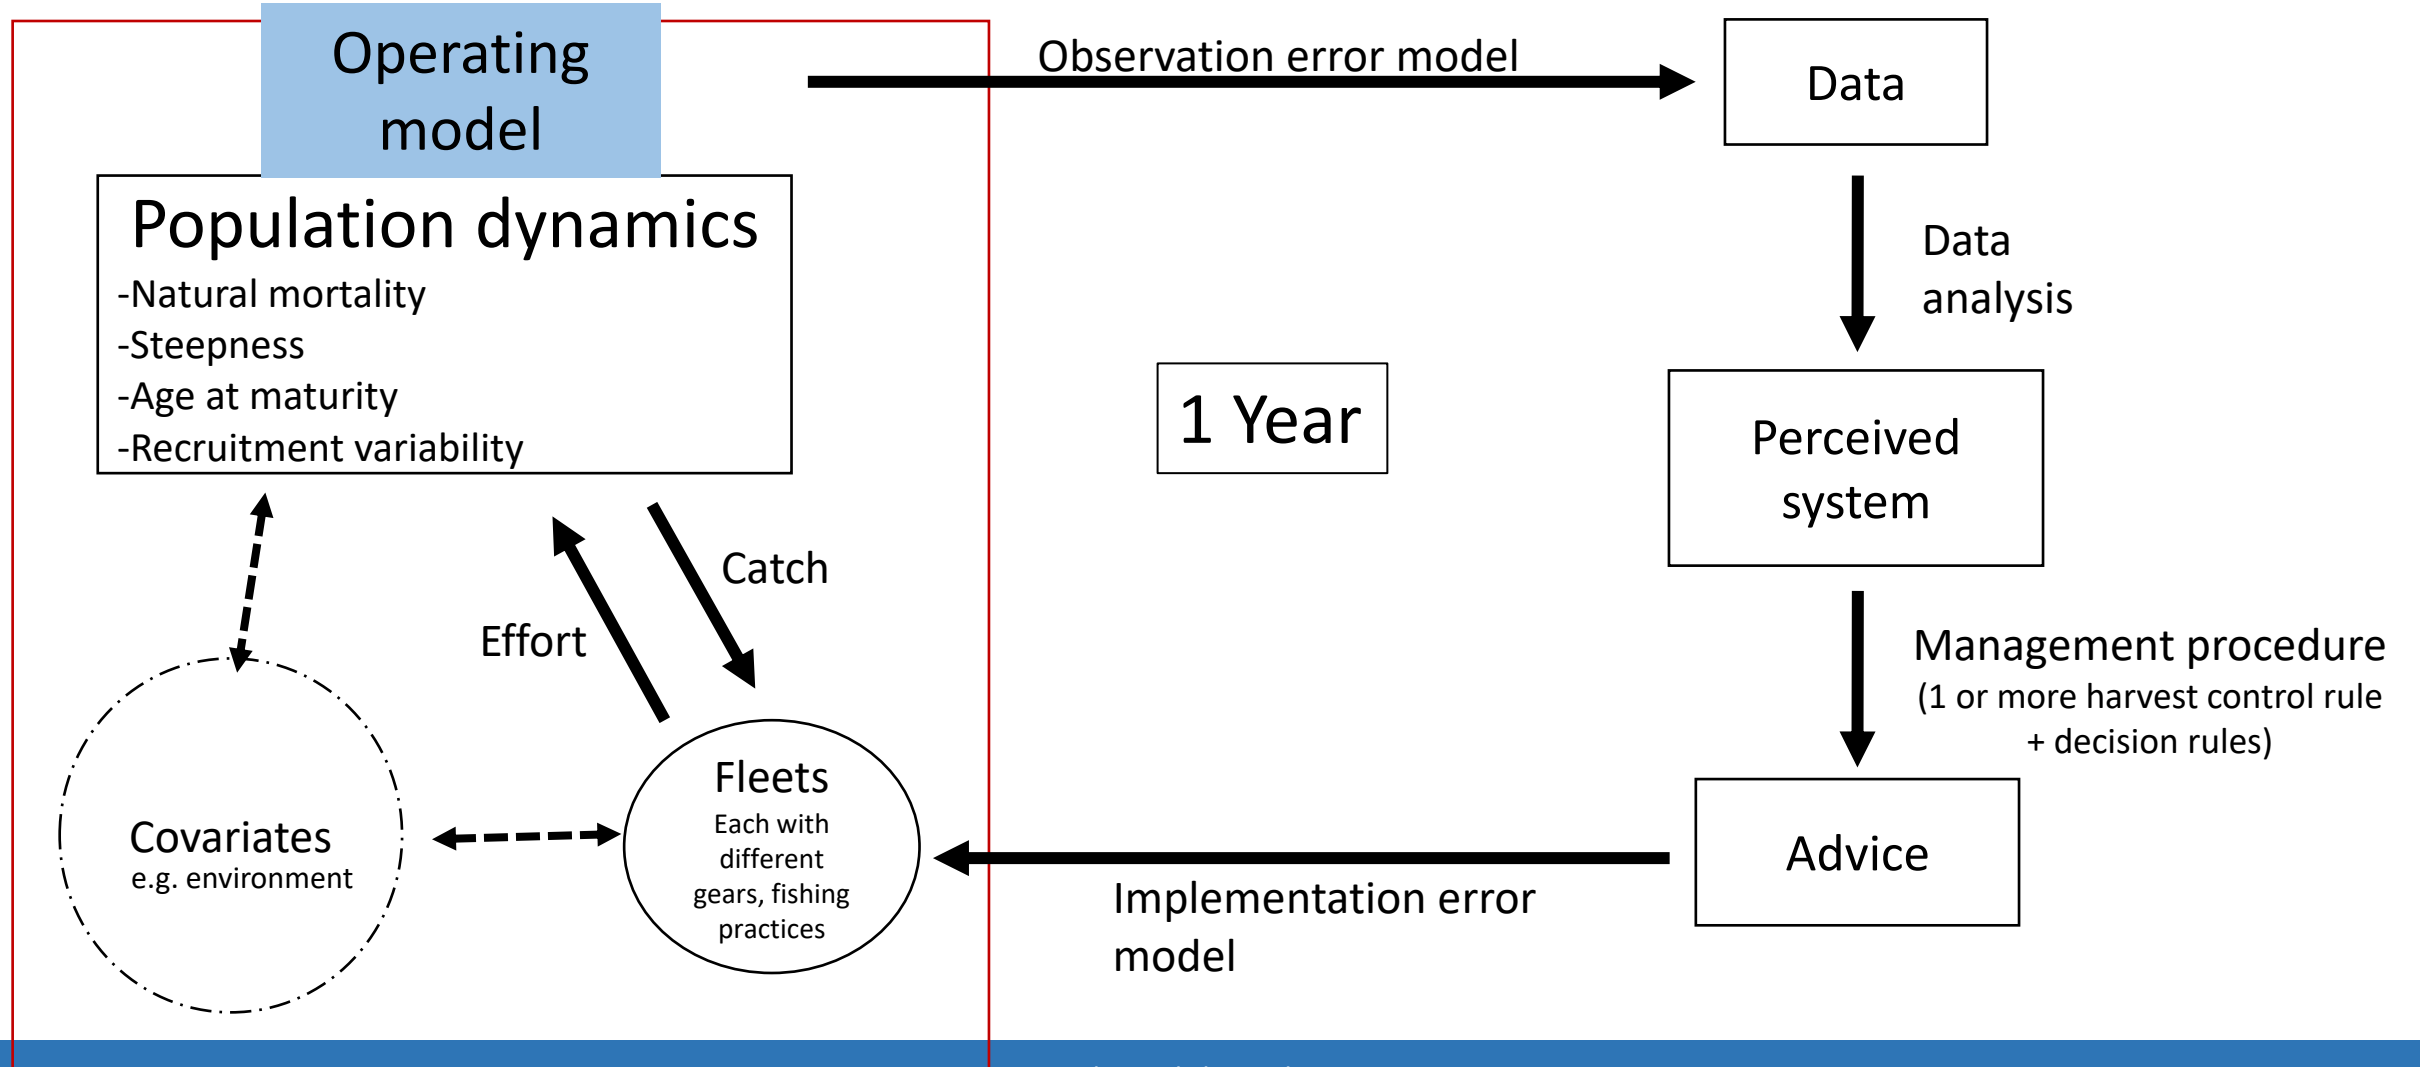 Operating
model
Observation error model
Data
Population dynamics
-Natural mortality
-Steepness
-Age at maturity
-Recruitment variability
Data
analysis
1 Year
Perceived
system
Catch
Effort
Management procedure
(1 or more harvest control rule
+ decision rules)
Fleets
Each with
different
gears, fishing
practices
Covariates
e.g. environment
Advice
Implementation error
model